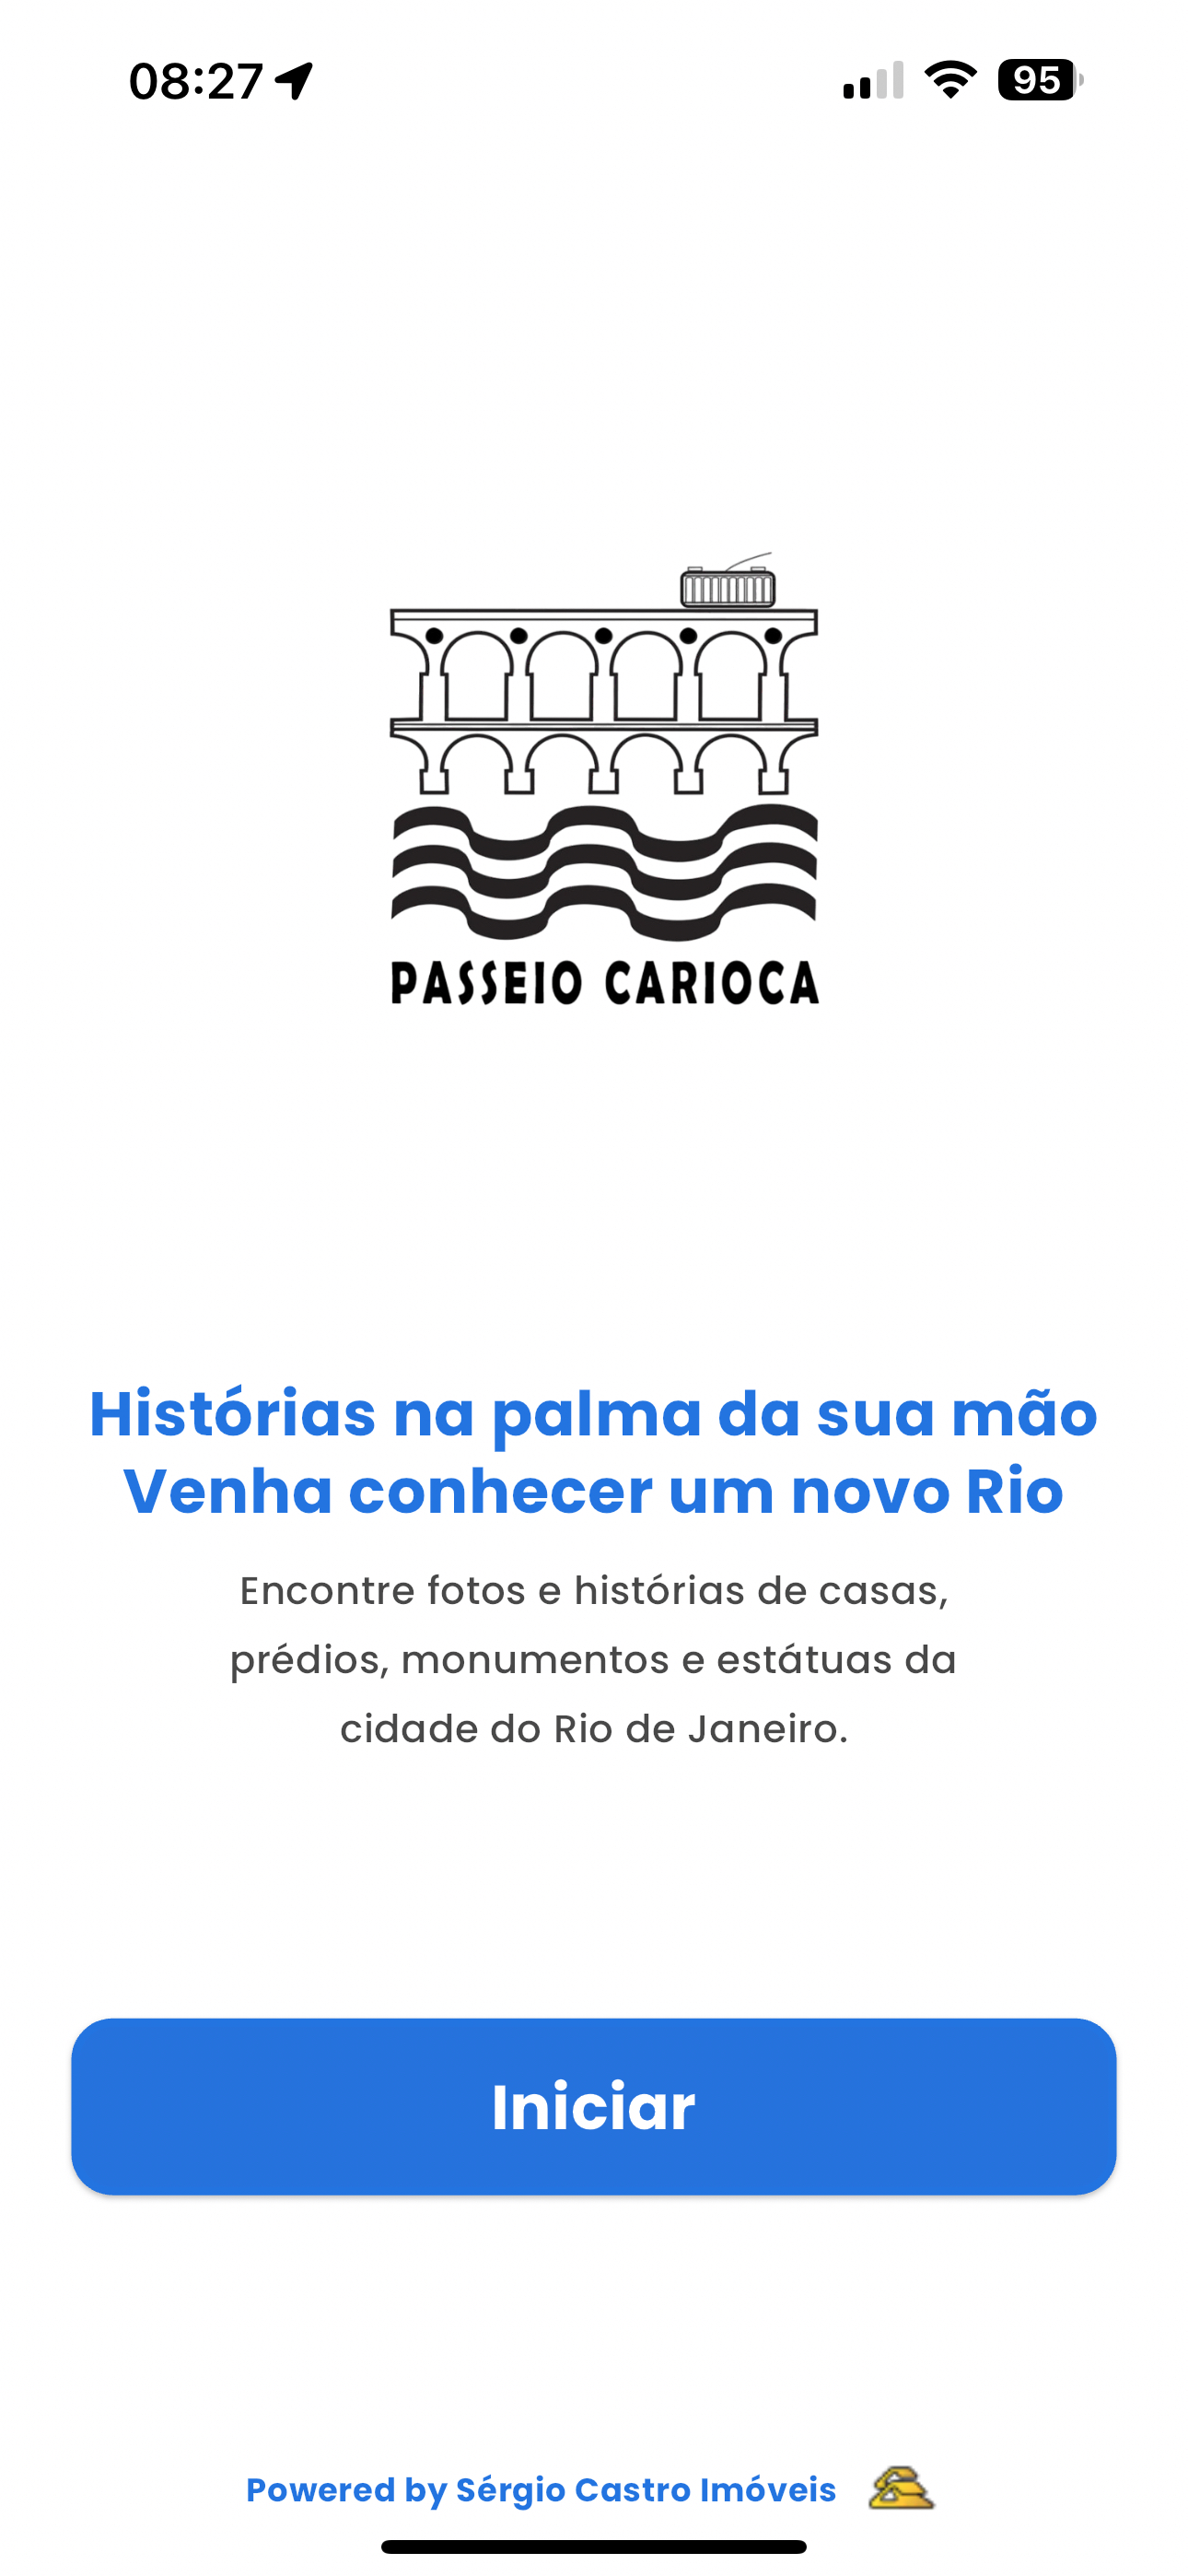 08:27
95
PASSEIO CARIOCA
Histórias na palma da sua mão
Venha conhecer um novo Rio
Encontre fotos e histórias de casas,
prédios, monumentos e estátuas da
cidade do Rio de Janeiro.
Iniciar
Powered by Sérgio Castro Imóveis